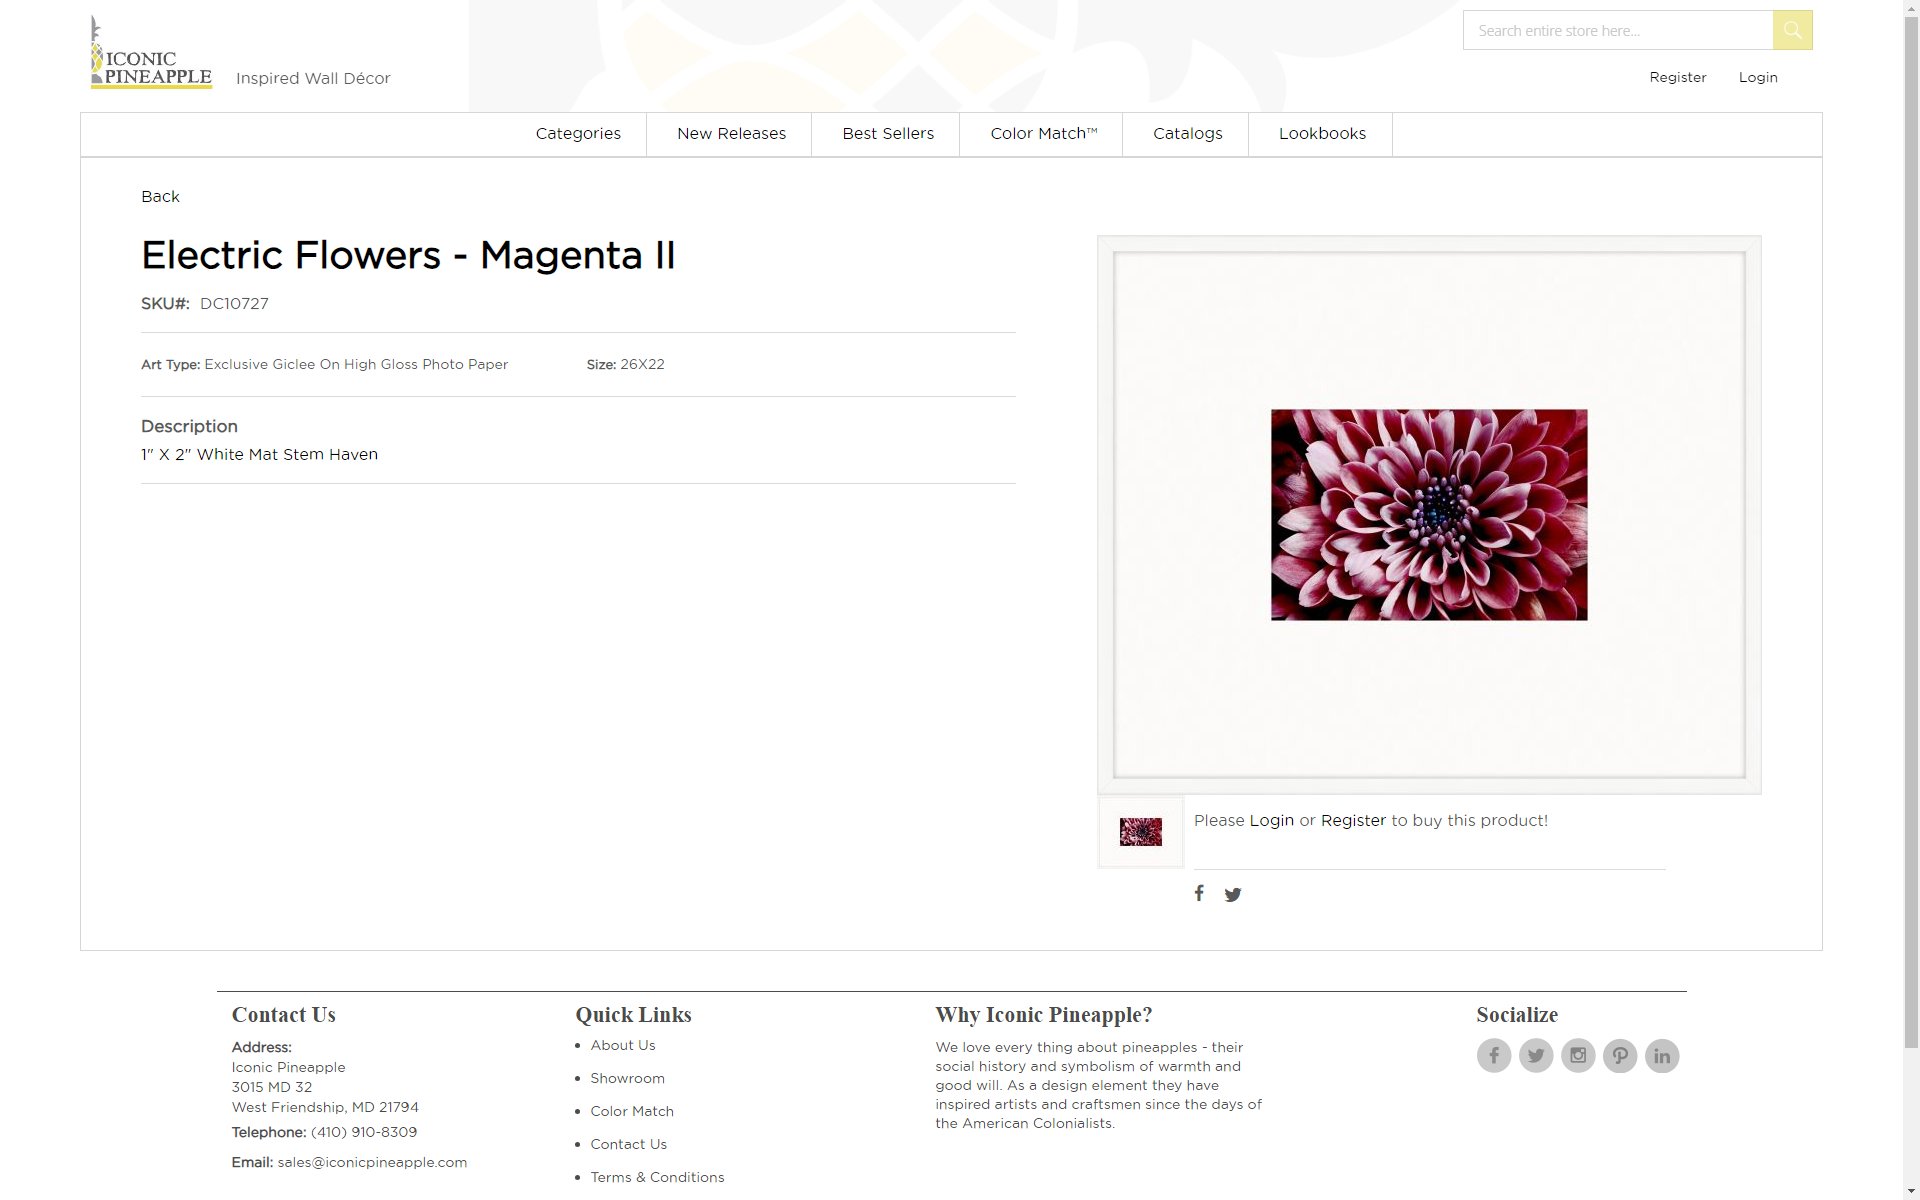 ICONIC
PINEAPPLE
Inspired Wall Décor
Search entire store here...
Register
Login
Categories
New Releases
Best Sellers
Color Match™
Catalogs
Lookbooks
Back
Electric Flowers - Magenta II
SKU#: DC10727
Art Type: Exclusive Giclee On High Gloss Photo Paper
Size: 26X22
Description
1" X 2" White Mat Stem Haven
Please Login or Register to buy this product!
Contact Us
Address:
Iconic Pineapple
3015 MD 32
West Friendship, MD 21794
Telephone: (410) 910-8309
Email: sales@iconicpineapple.com
Quick Links
About Us
Showroom
Color Match
Contact Us
Terms & Conditions
Why Iconic Pineapple?
We love every thing about pineapples - their
social history and symbolism of warmth and
good will. As a design element they have
inspired artists and craftsmen since the days of
the American Colonialists.
Socialize